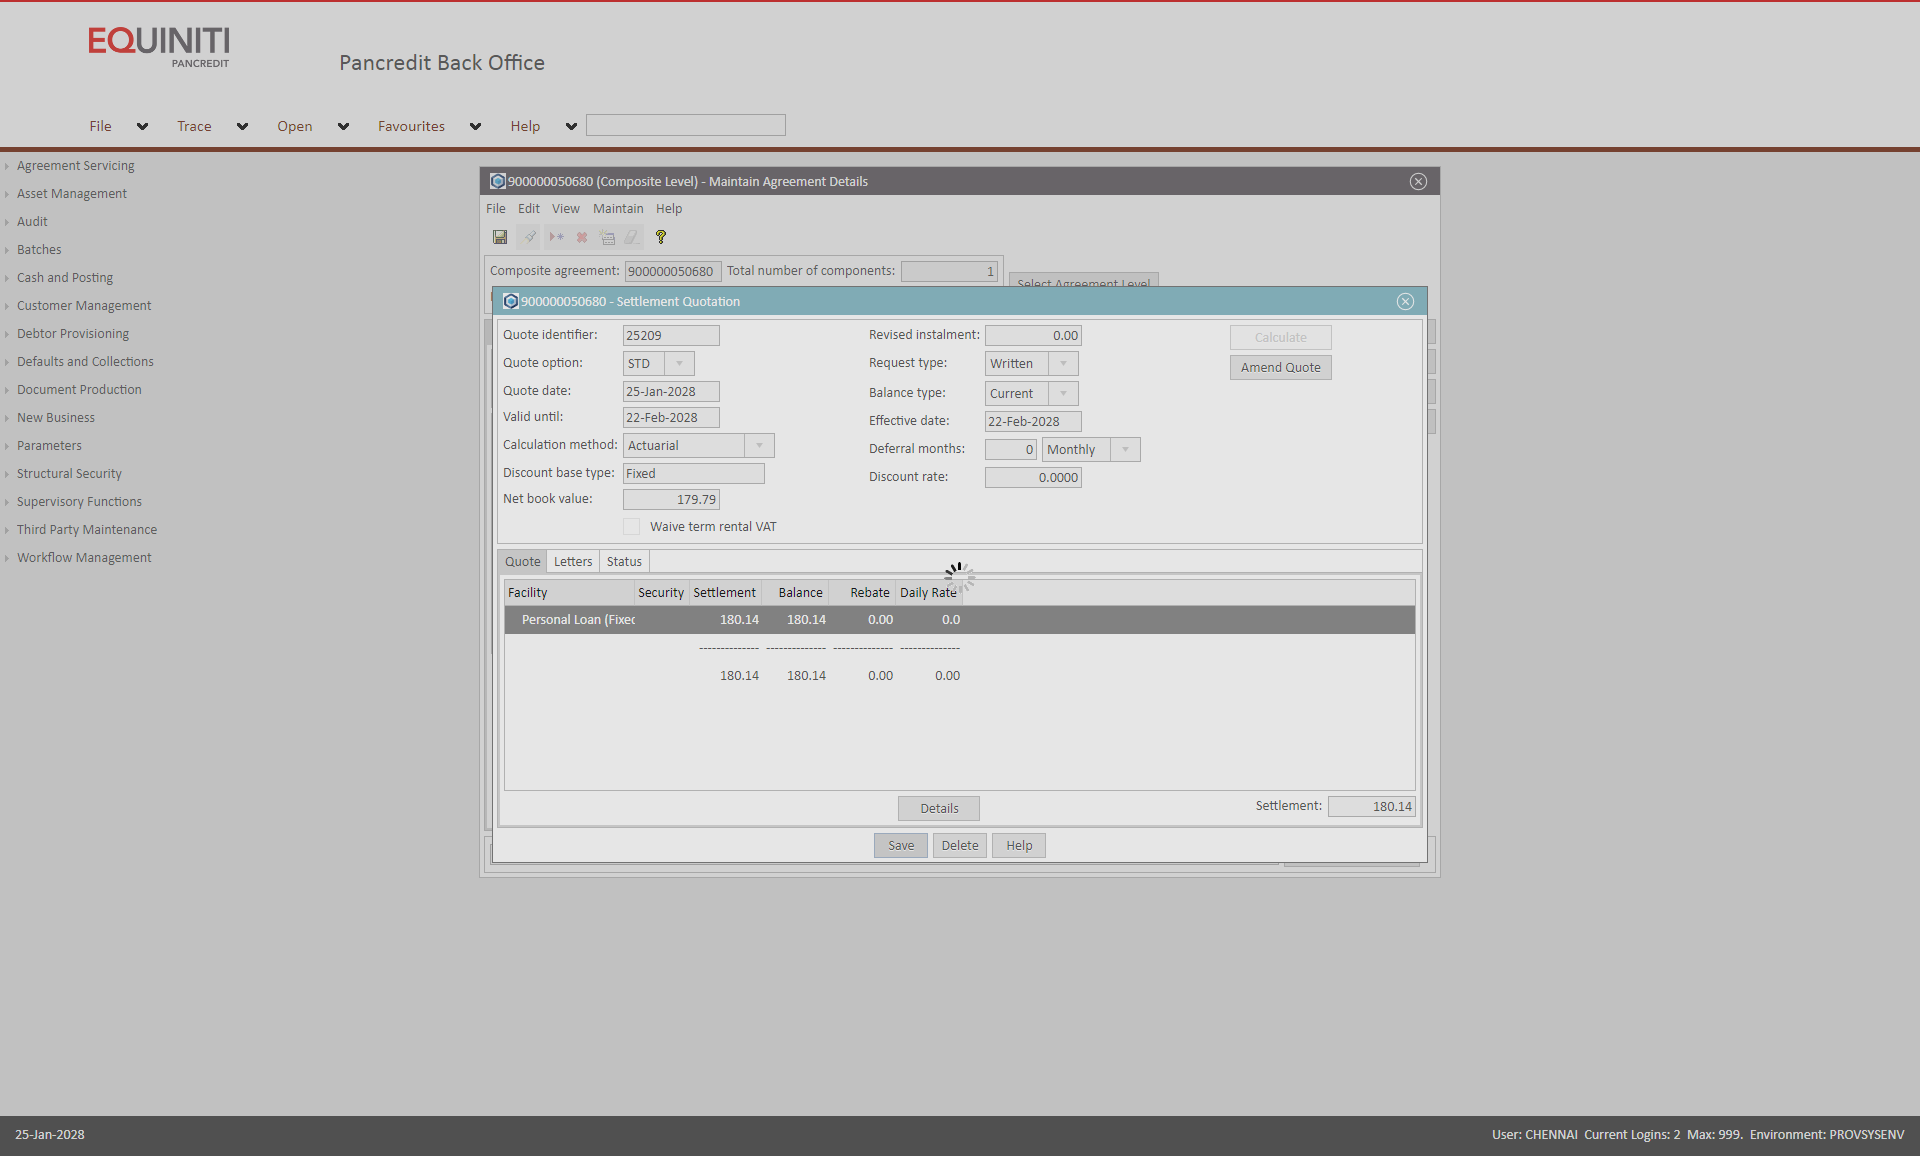 EQUINITI
PANCREDIT
Pancredit Back Office
File Trace Open Favourites Help
Agreement Servicing
Asset Management
Audit
Batches
Cash and Posting
Customer Management
Debtor Provisioning
Defaults and Collections
Document Production
New Business
Parameters
Structural Security
Supervisory Functions
Third Party Maintenance
Workflow Management
900000050680 (Composite Level) - Maintain Agreement Details
File Edit View Maintain Help
Composite agreement: 900000050680 Total number of components: 1
Select Agreement Level
900000050680 - Settlement Quotation
Quote identifier: 25209 Revised instalment: 0.00 Calculate
Quote option: STD Request type: Written Amend Quote
Quote date: 25-Jan-2028 Balance type: Current
Valid until: 22-Feb-2028 Effective date: 22-Feb-2028
Calculation method: Actuarial Deferral months: 0 Monthly
Discount base type: Fixed Discount rate: 0.0000
Net book value: 179.79
Waive term rental VAT
Quote Letters Status
Facility Security Settlement Balance Rebate Daily Rate
Personal Loan (Fixec 180.14 180.14 0.00 0.0
-------------- -------------- -------------- --------------
180.14 180.14 0.00 0.00
Details Settlement: 180.14
Save Delete Help
25-Jan-2028 User: CHENNAI Current Logins: 2 Max: 999. Environment: PROVSYSENV